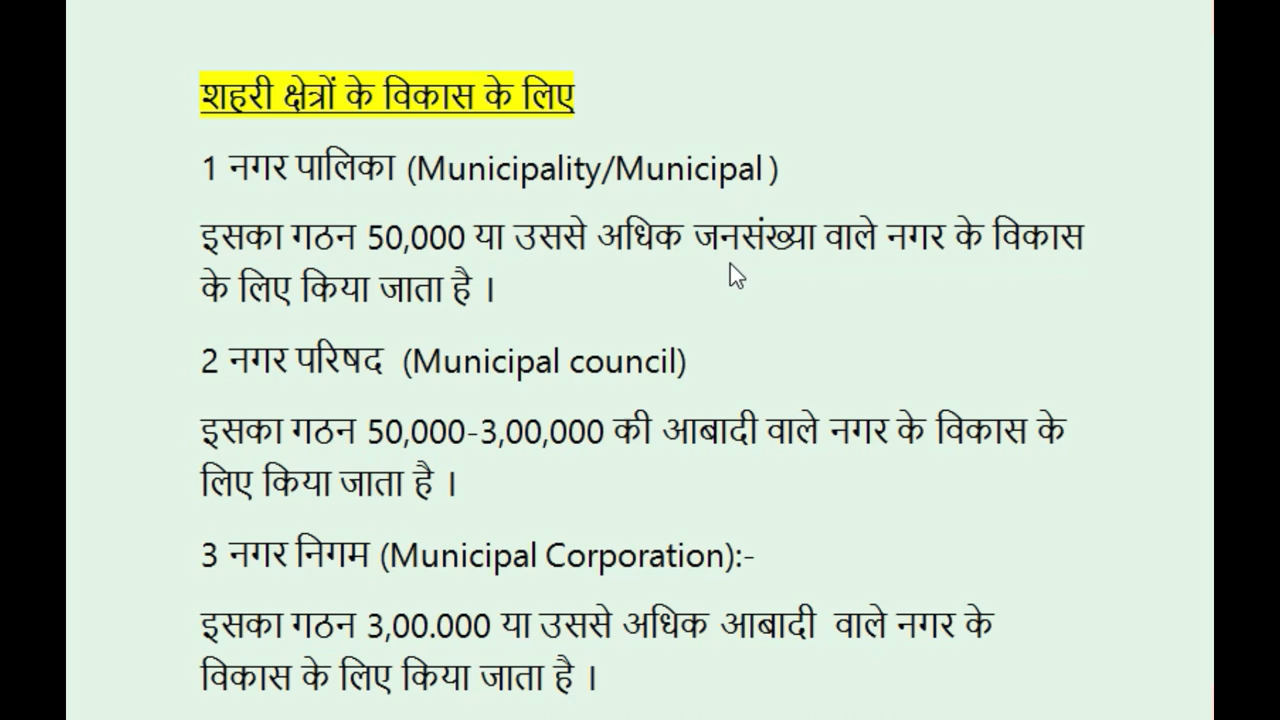 शहरी क्षेत्रों के विकास के लिए
1 नगर पालिका (Municipality/Municipal )
इसका गठन 50,000 या उससे अधिक जनसंख्या वाले नगर के विकास
के लिए किया जाता है ।
2 नगर परिषद (Municipal council)
इसका गठन 50,000-3,00,000 की आबादी वाले नगर के विकास के
लिए किया जाता है ।
3 नगर निगम (Municipal Corporation):-
इसका गठन 3,00.000 या उससे अधिक आबादी वाले नगर के
विकास के लिए किया जाता है ।